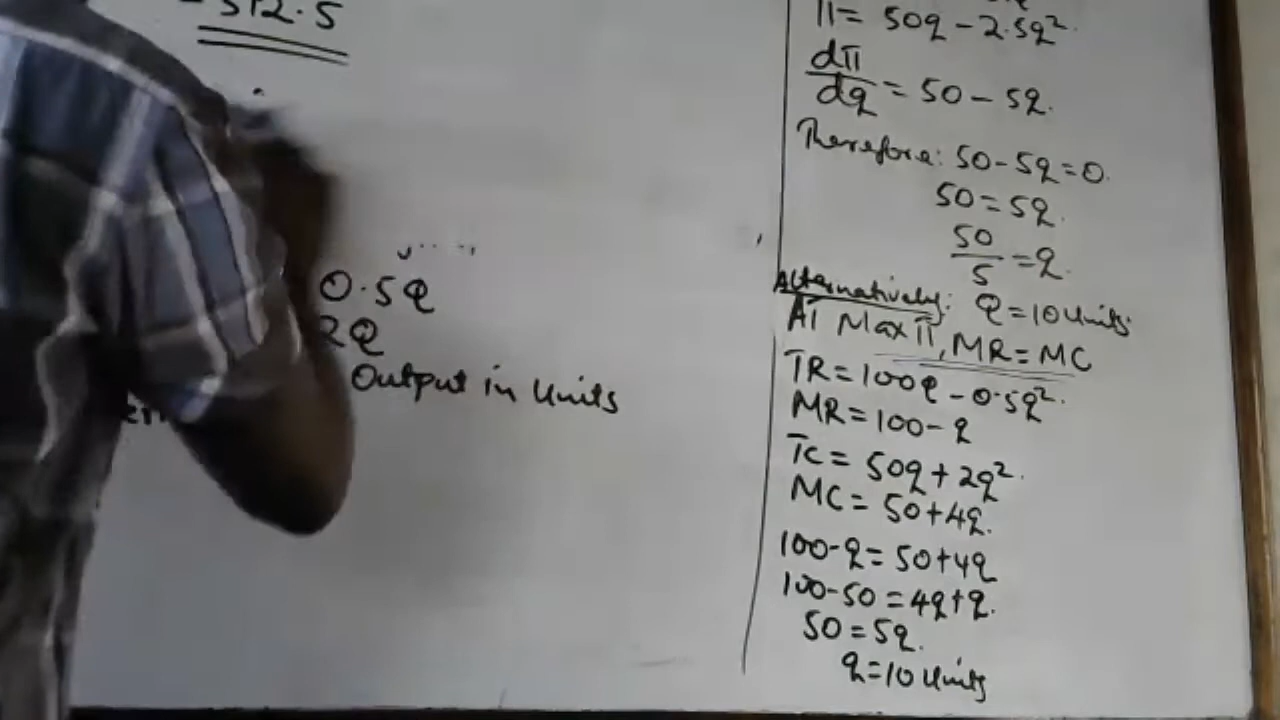 512.5
0.5Q
2Q
Output in Units
Π = 50q - 2.5q²
dΠ/dq = 50 - 5q.
Therefore: 50 - 5q = 0.
50 = 5q.
50/5 = q.
Q = 10 Units.
Alternatively:
AT Max Π, MR = MC
TR = 100q - 0.5q².
MR = 100 - q
TC = 50q + 2q².
MC = 50 + 4q.
100 - q = 50 + 4q
100 - 50 = 4q + q.
50 = 5q.
q = 10 Units